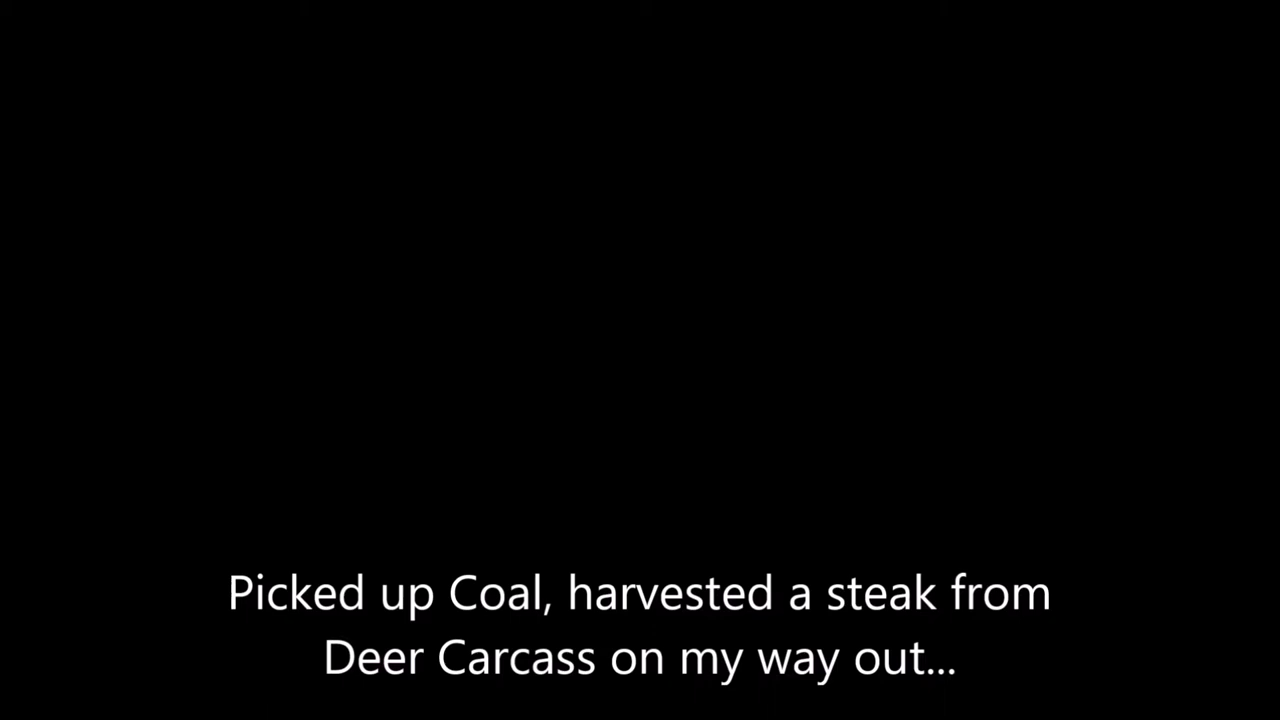 Picked up Coal, harvested a steak from
Deer Carcass on my way out...